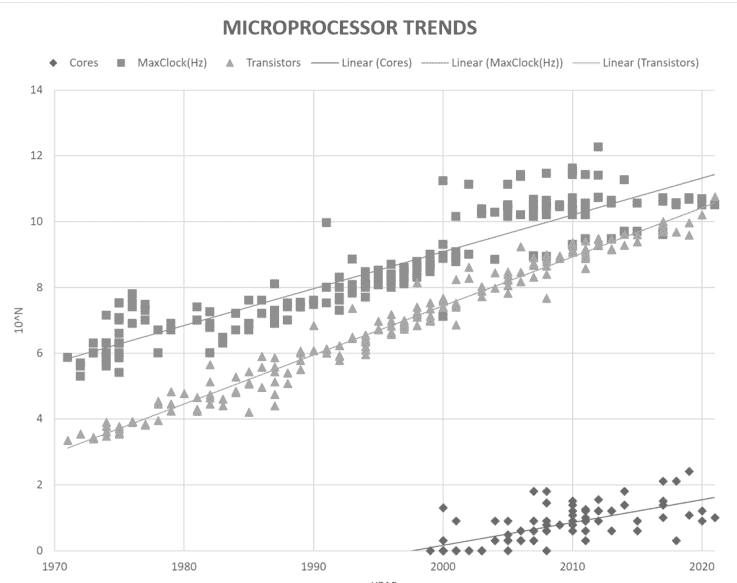 MICROPROCESSOR TRENDS
Cores MaxClock(Hz) Transistors Linear (Cores) Linear (MaxClock(Hz)) Linear (Transistors)
14
12
10
8
6
4
2
0
10^N
1970 1980 1990 2000 2010 2020